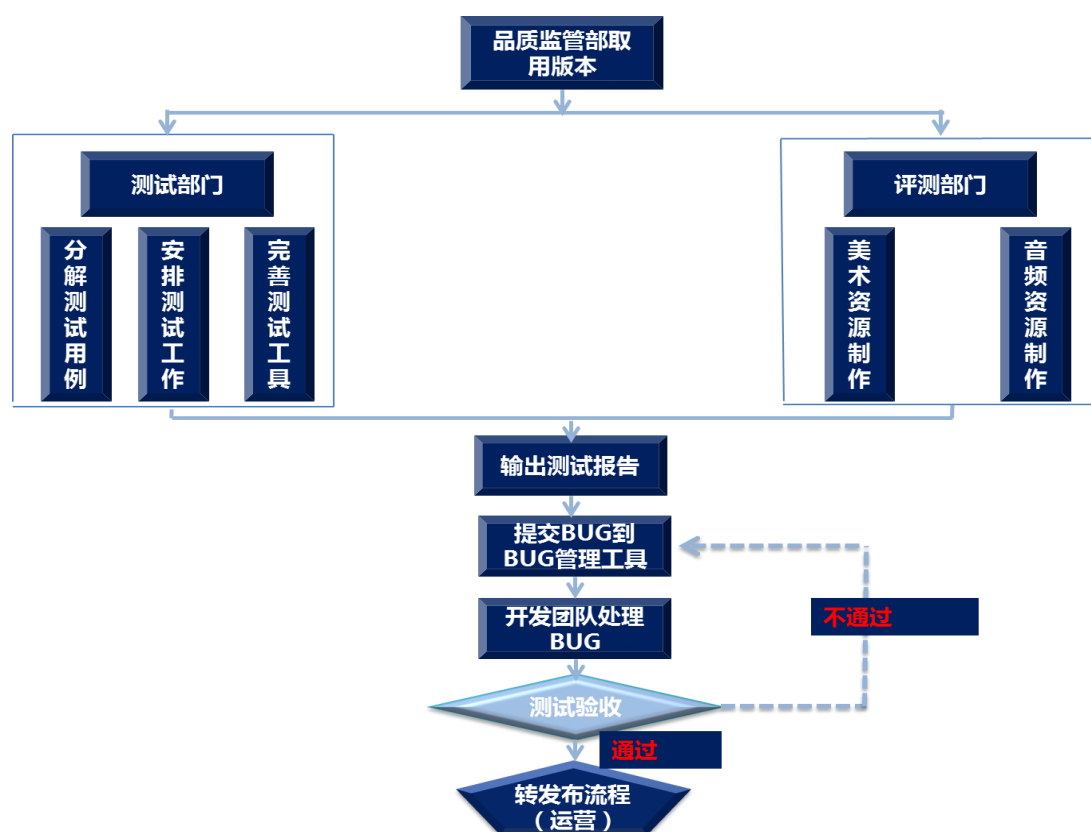 品质监管部取
用版本
测试部门
评测部门
分解测试用例
安排测试工作
完善测试工具
美术资源制作
音频资源制作
输出测试报告
提交BUG到
BUG管理工具
开发团队处理
BUG
不通过
测试验收
通过
转发布流程
（运营）